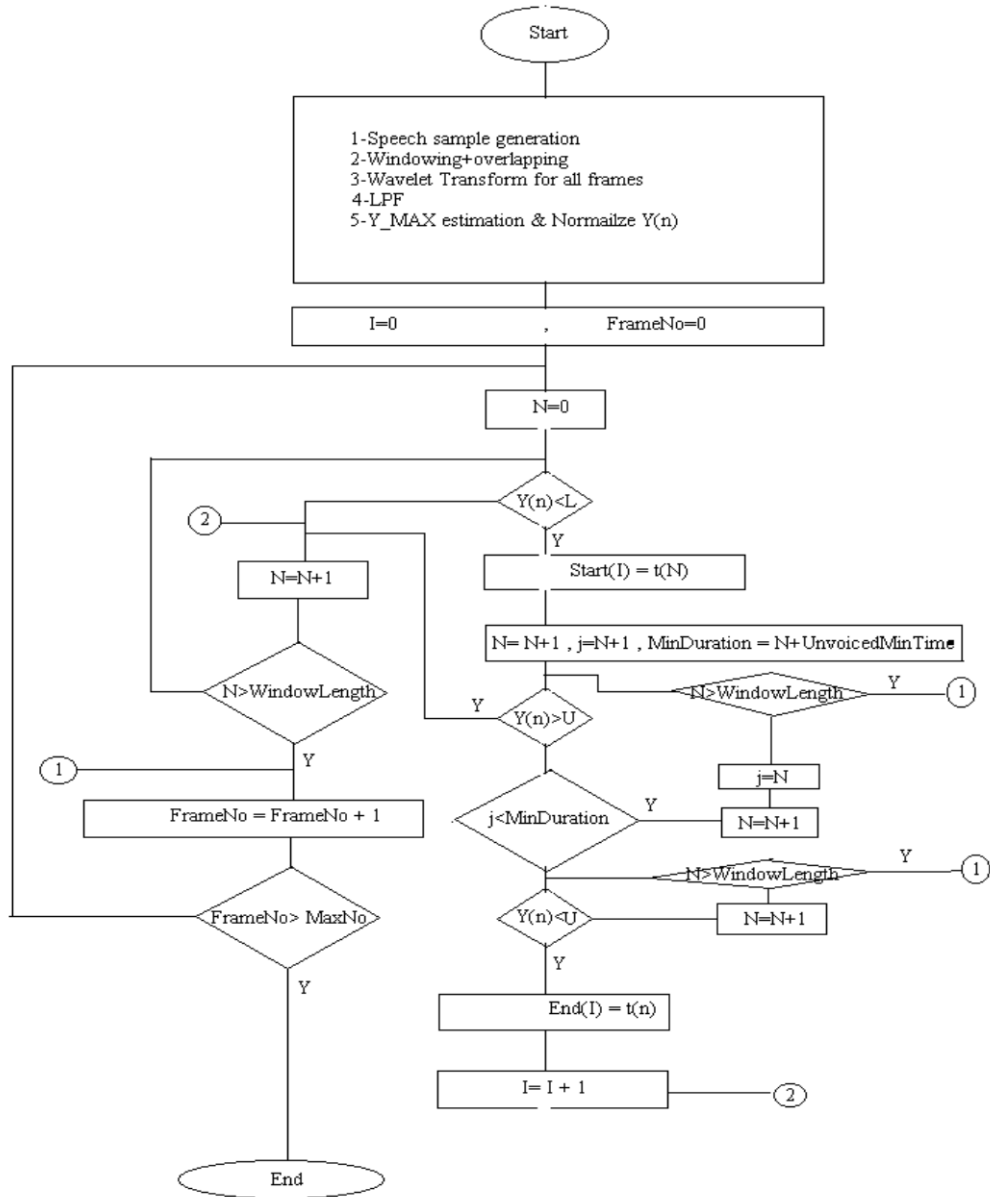 Start
1-Speech sample generation
2-Windowing+overlapping
3-Wavelet Transform for all frames
4-LPF
5-Y_MAX estimation & Normailze Y(n)
I=0 , FrameNo=0
N=0
Y(n)<L
2
Y
N=N+1
Start(I) = t(N)
N= N+1 , j=N+1 , MinDuration = N+UnvoicedMinTime
N>WindowLength
N>WindowLength
Y
1
Y
Y(n)>U
Y
1
j=N
FrameNo = FrameNo + 1
j<MinDuration
Y
N=N+1
N>WindowLength
Y
1
FrameNo> MaxNo
Y(n)<U
N=N+1
Y
Y
End(I) = t(n)
I= I + 1
2
End